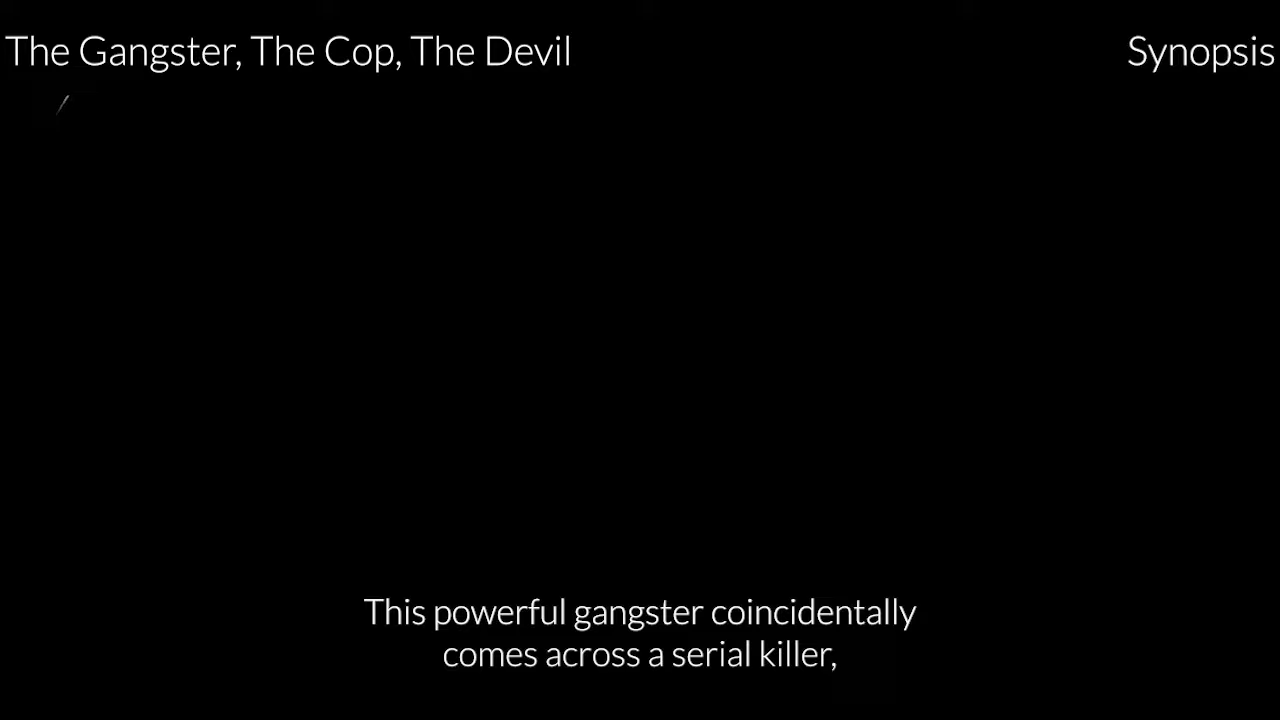 The Gangster, The Cop, The Devil
Synopsis
This powerful gangster coincidentally
comes across a serial killer,